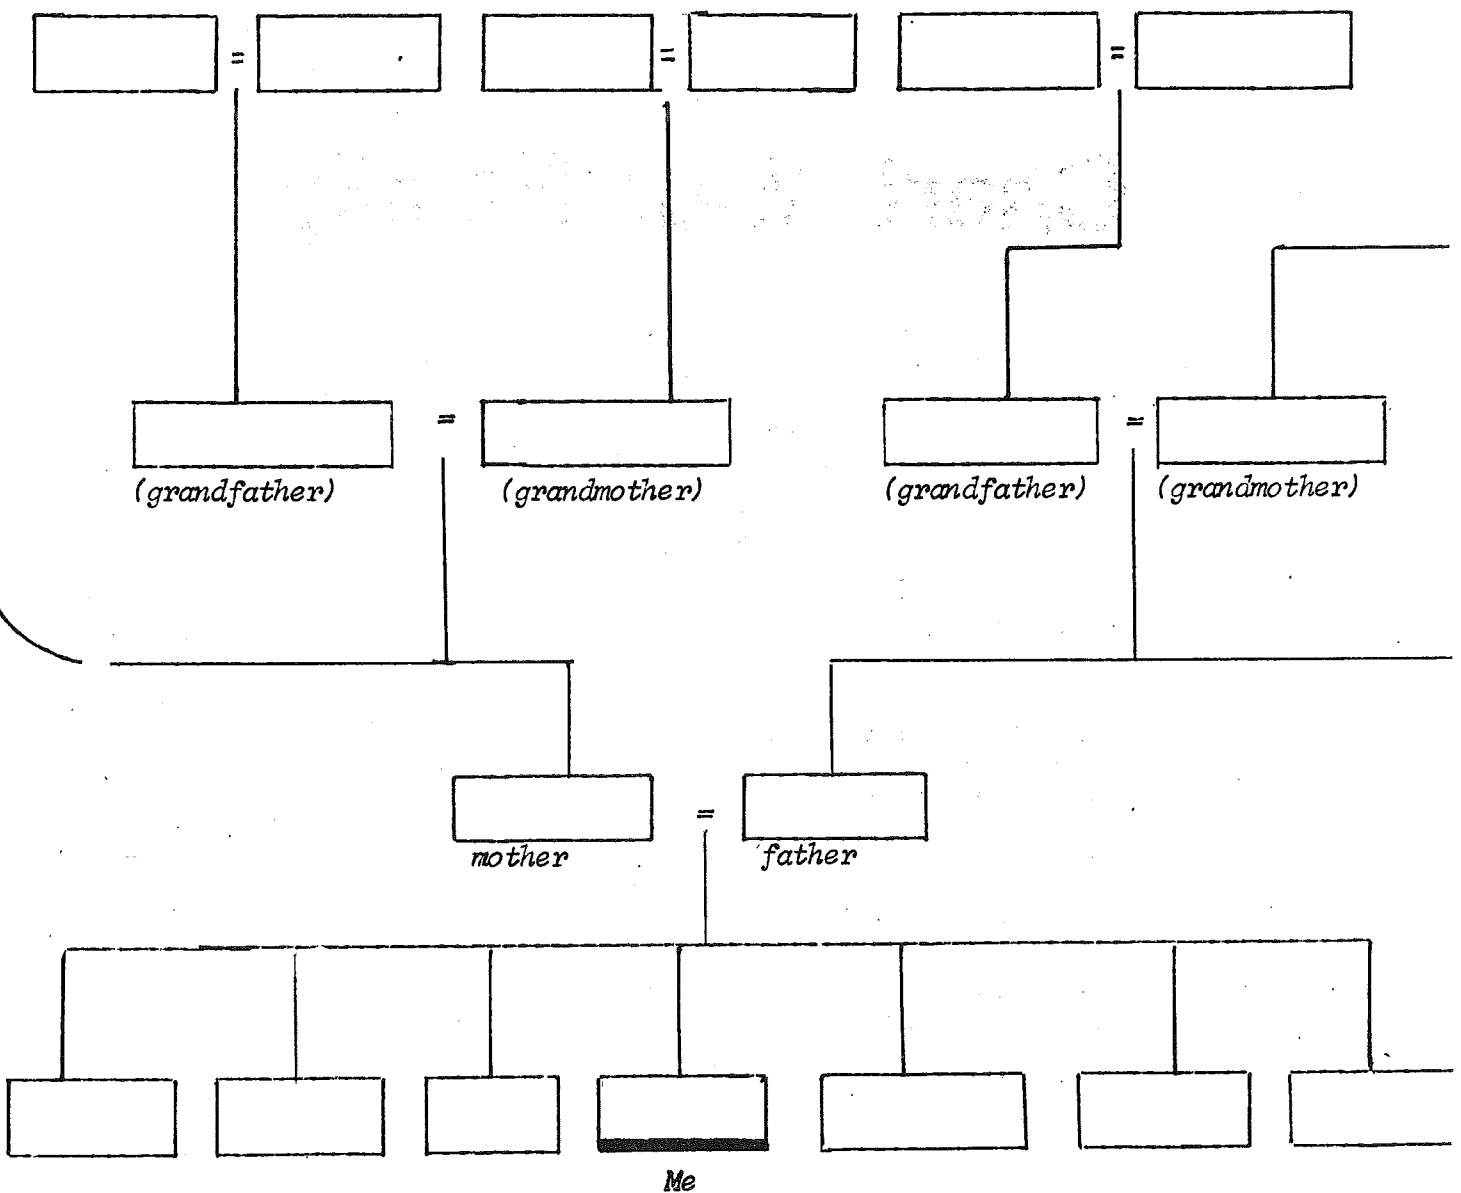 = = =
= =
(grandfather) (grandmother) (grandfather) (grandmother)
=
mother father
Me